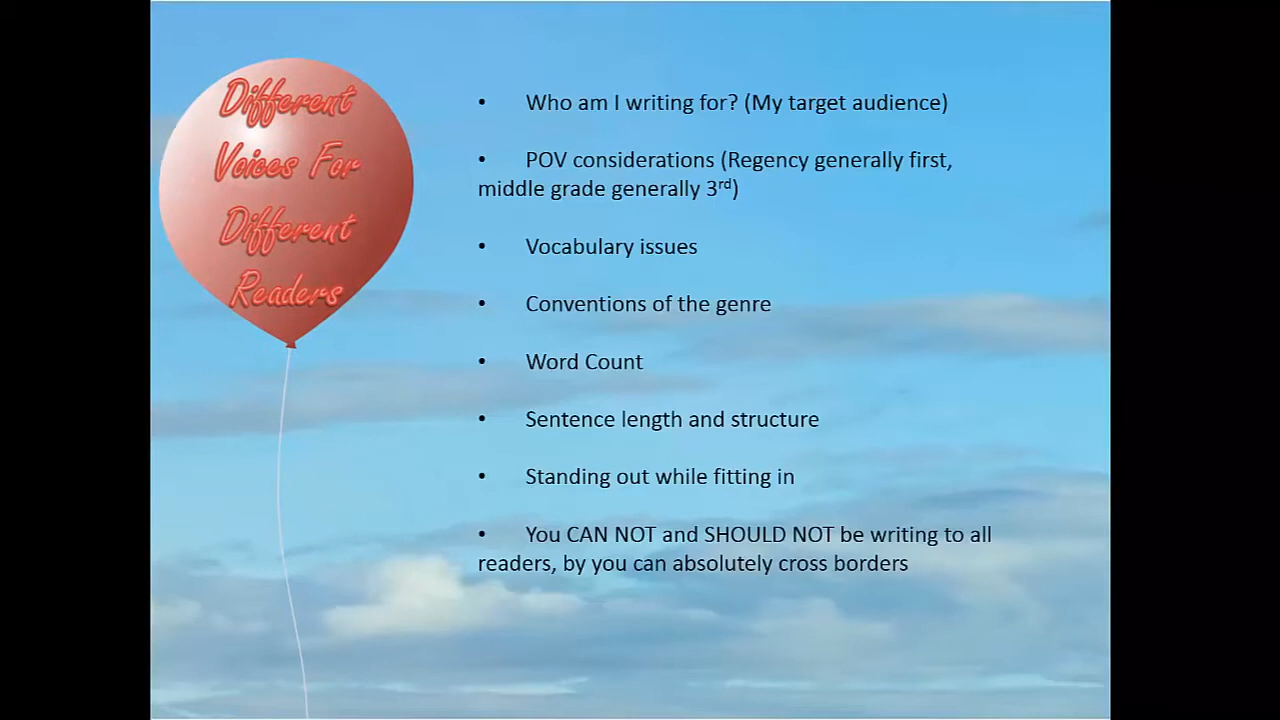 Different
Voices For
Different
Readers
• Who am I writing for? (My target audience)
• POV considerations (Regency generally first,
middle grade generally 3rd)
• Vocabulary issues
• Conventions of the genre
• Word Count
• Sentence length and structure
• Standing out while fitting in
• You CAN NOT and SHOULD NOT be writing to all
readers, by you can absolutely cross borders